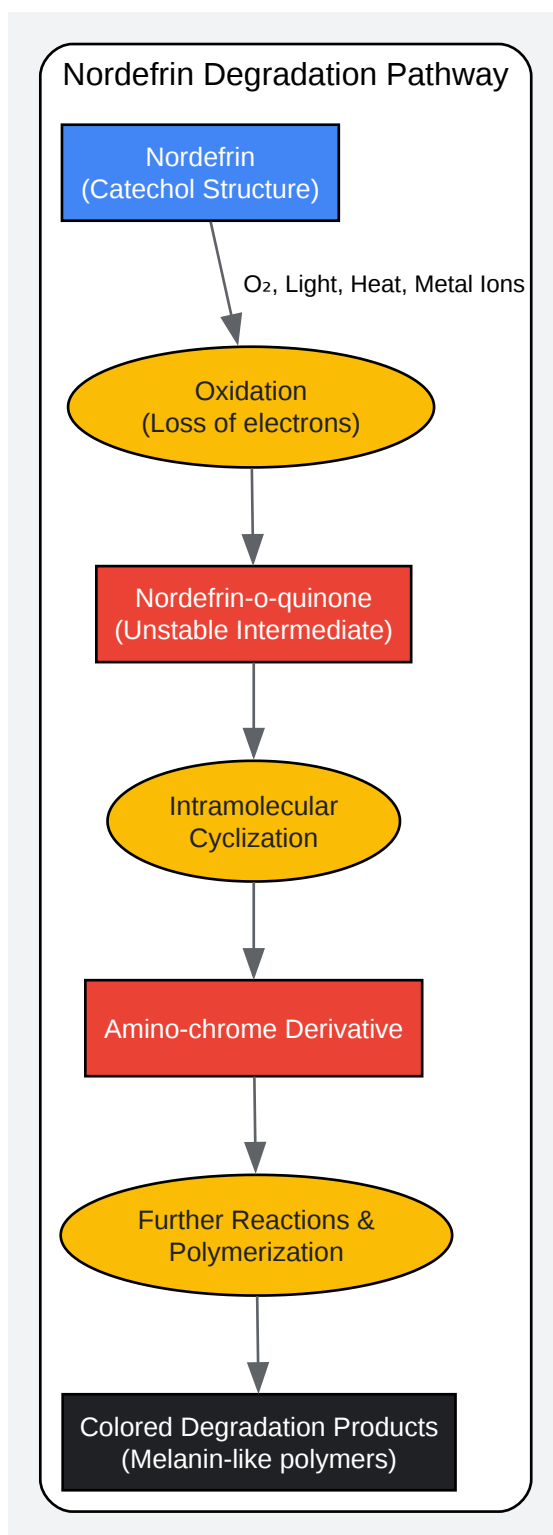 Nordefrin Degradation Pathway
Nordefrin
(Catechol Structure)
O₂, Light, Heat, Metal Ions
Oxidation
(Loss of electrons)
Nordefrin-o-quinone
(Unstable Intermediate)
Intramolecular
Cyclization
Amino-chrome Derivative
Further Reactions &
Polymerization
Colored Degradation Products
(Melanin-like polymers)